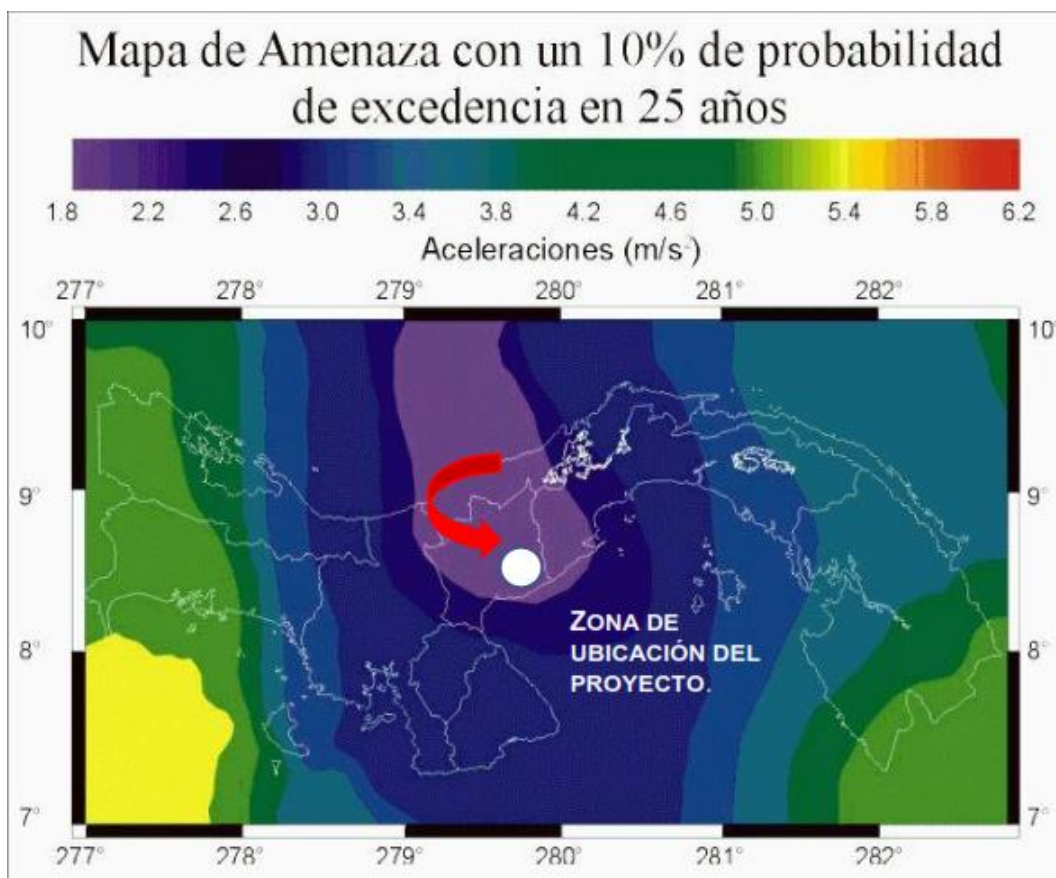 Mapa de Amenaza con un 10% de probabilidad
de excedencia en 25 años
1.8 2.2 2.6 3.0 3.4 3.8 4.2 4.6 5.0 5.4 5.8 6.2
Aceleraciones (m/s²)
277° 278° 279° 280° 281° 282°
10° 10°
9° 9°
ZONA DE
UBICACIÓN DEL
PROYECTO.
8° 8°
7° 7°
277° 278° 279° 280° 281° 282°